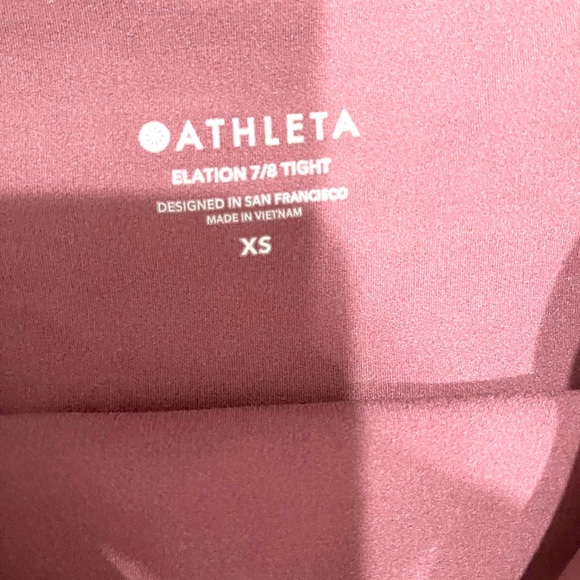 ATHLETA
ELATION 7/8 TIGHT
DESIGNED IN SAN FRANCISCO
MADE IN VIETNAM
XS